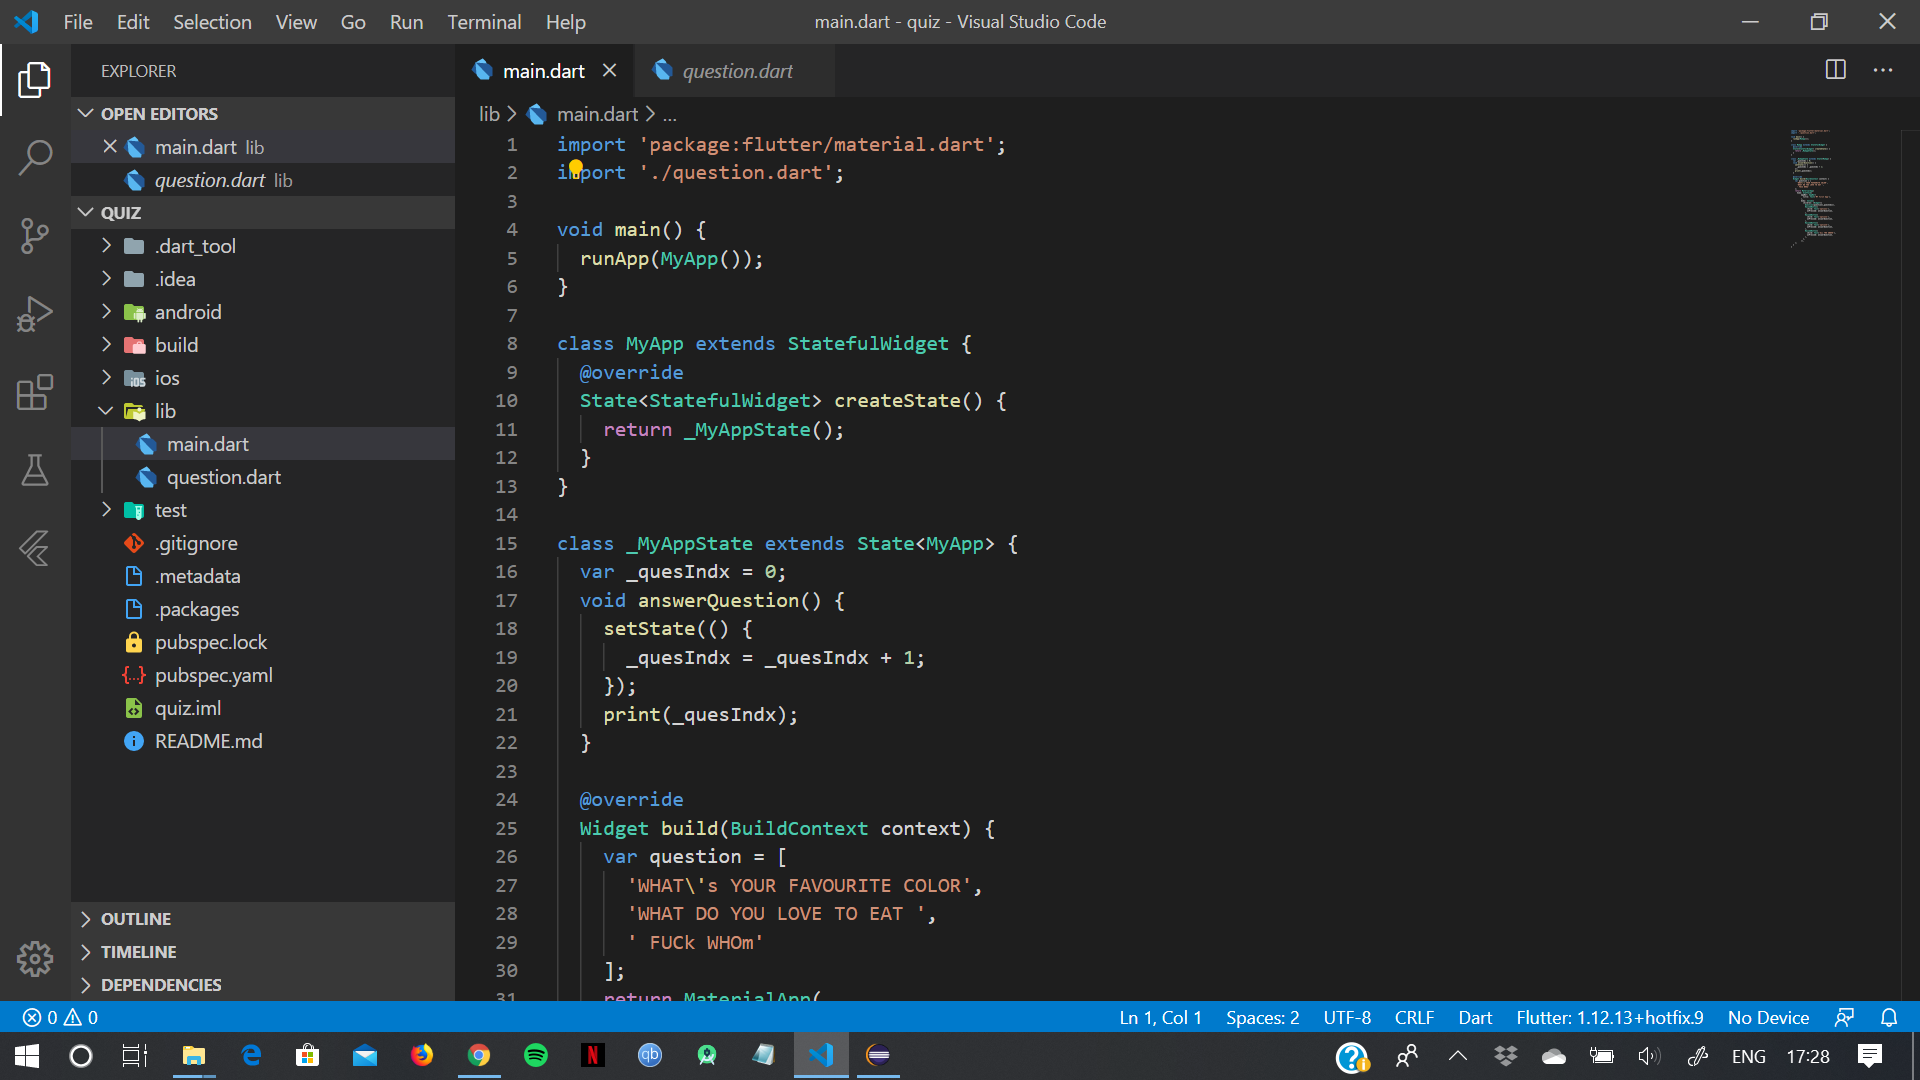 File Edit Selection View Go Run Terminal Help
main.dart - quiz - Visual Studio Code
EXPLORER
OPEN EDITORS
main.dart lib
question.dart lib
QUIZ
.dart_tool
.idea
android
build
ios
lib
main.dart
question.dart
test
.gitignore
.metadata
.packages
pubspec.lock
pubspec.yaml
quiz.iml
README.md
OUTLINE
TIMELINE
DEPENDENCIES
main.dart
question.dart
lib > main.dart > ...
1 import 'package:flutter/material.dart';
2 import './question.dart';
3
4 void main() {
5 runApp(MyApp());
6 }
7
8 class MyApp extends StatefulWidget {
9 @override
10 State<StatefulWidget> createState() {
11 return _MyAppState();
12 }
13 }
14
15 class _MyAppState extends State<MyApp> {
16 var _quesIndx = 0;
17 void answerQuestion() {
18 setState(() {
19 _quesIndx = _quesIndx + 1;
20 });
21 print(_quesIndx);
22 }
23
24 @override
25 Widget build(BuildContext context) {
26 var question = [
27 'WHAT\'s YOUR FAVOURITE COLOR',
28 'WHAT DO YOU LOVE TO EAT ',
29 ' FUCk WHOm'
30 ];
31 return MaterialApp(
0 0
Ln 1, Col 1 Spaces: 2 UTF-8 CRLF Dart Flutter: 1.12.13+hotfix.9 No Device
ENG 17:28